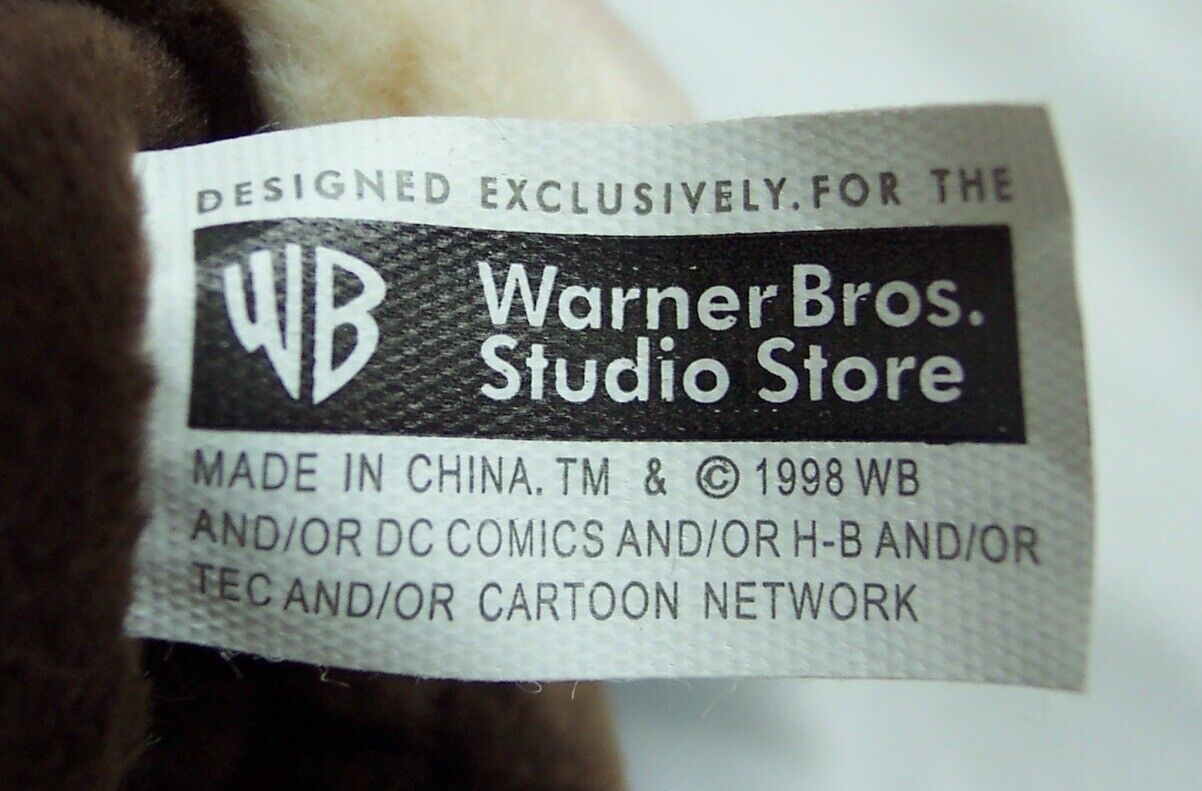 DESIGNED EXCLUSIVELY.FOR THE
WB Warner Bros.
Studio Store
MADE IN CHINA. TM & © 1998 WB
AND/OR DC COMICS AND/OR H-B AND/OR
TEC AND/OR CARTOON NETWORK